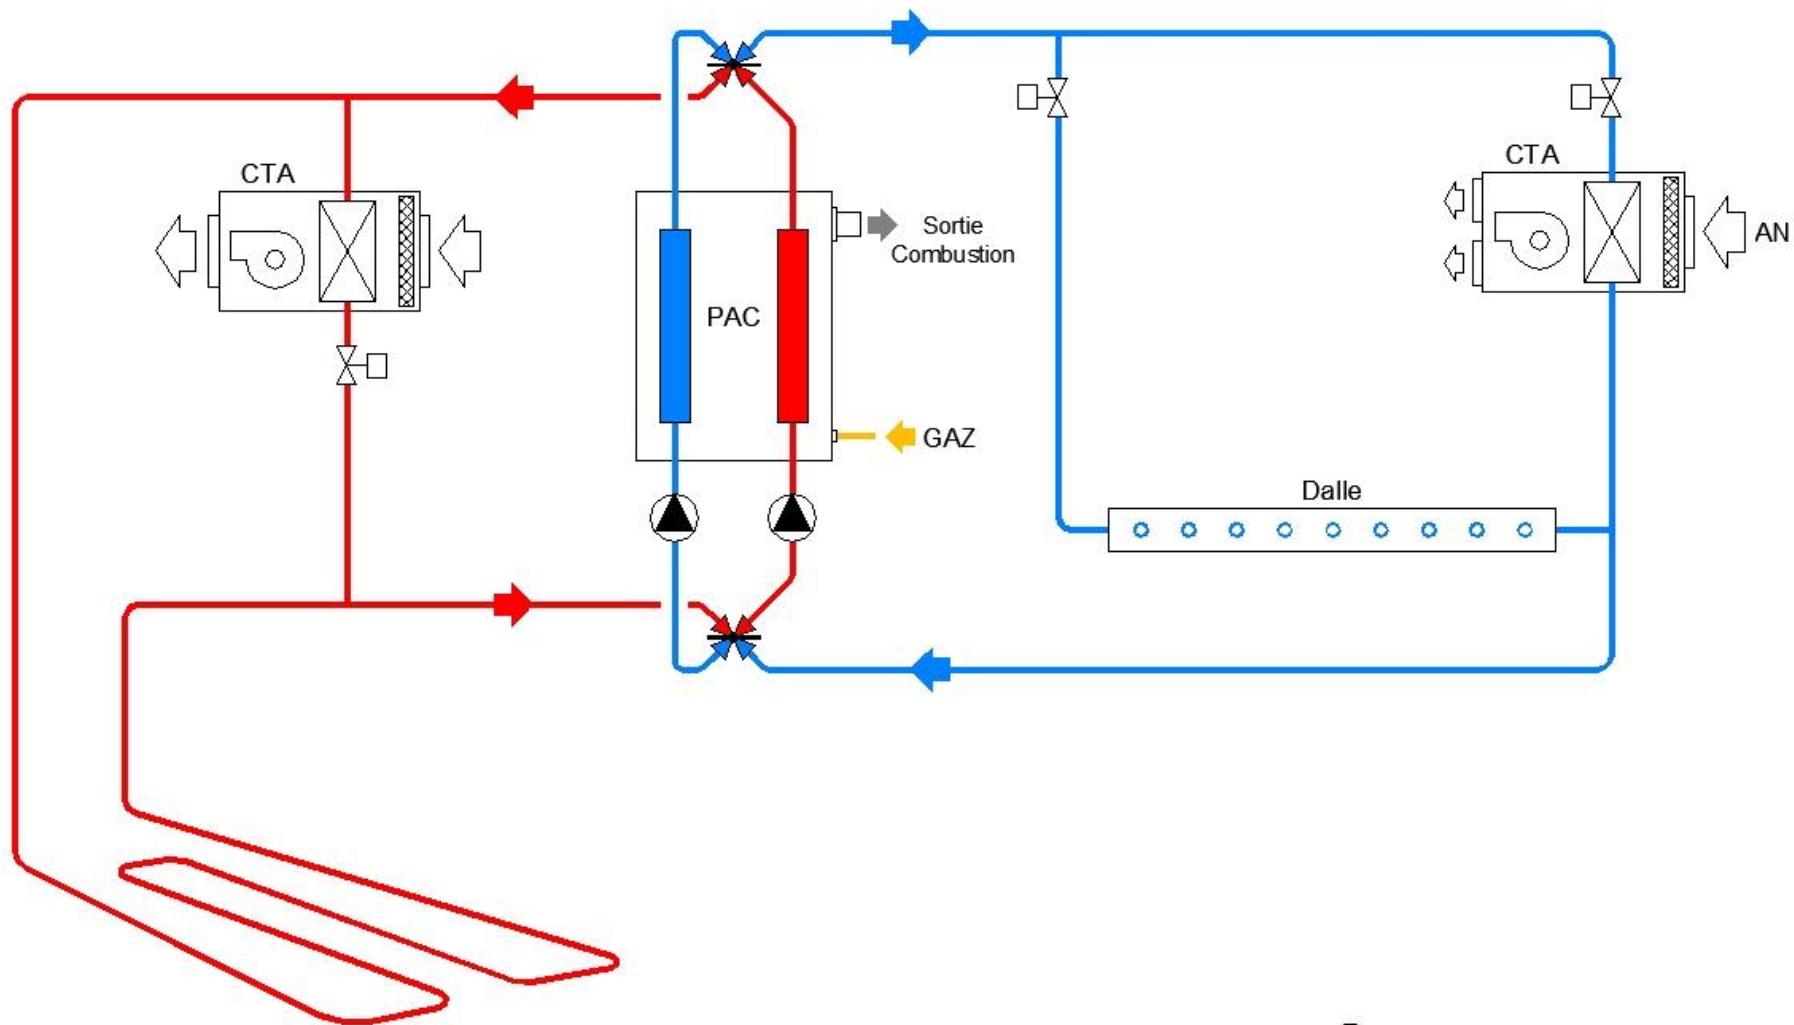 CTA
CTA
AN
Sortie
Combustion
PAC
GAZ
Dalle